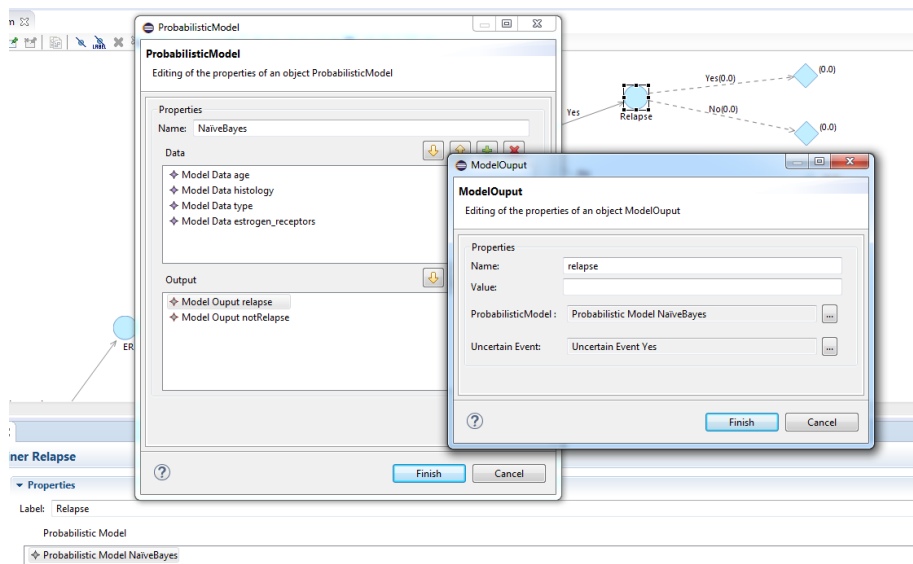 m
ProbabilisticModel
ProbabilisticModel
Editing of the properties of an object ProbabilisticModel
Properties
Name: NaïveBayes
Data
Model Data age
Model Data histology
Model Data type
Model Data estrogen_receptors
Output
Model Ouput relapse
Model Ouput notRelapse
Finish
Cancel
Yes
Relapse
Yes(0.0)
(0.0)
No(0.0)
(0.0)
ModelOuput
ModelOuput
Editing of the properties of an object ModelOuput
Properties
Name: relapse
Value:
ProbabilisticModel : Probabilistic Model NaïveBayes ...
Uncertain Event: Uncertain Event Yes ...
Finish
Cancel
ER
ner Relapse
Properties
Label: Relapse
Probabilistic Model
Probabilistic Model NaïveBayes